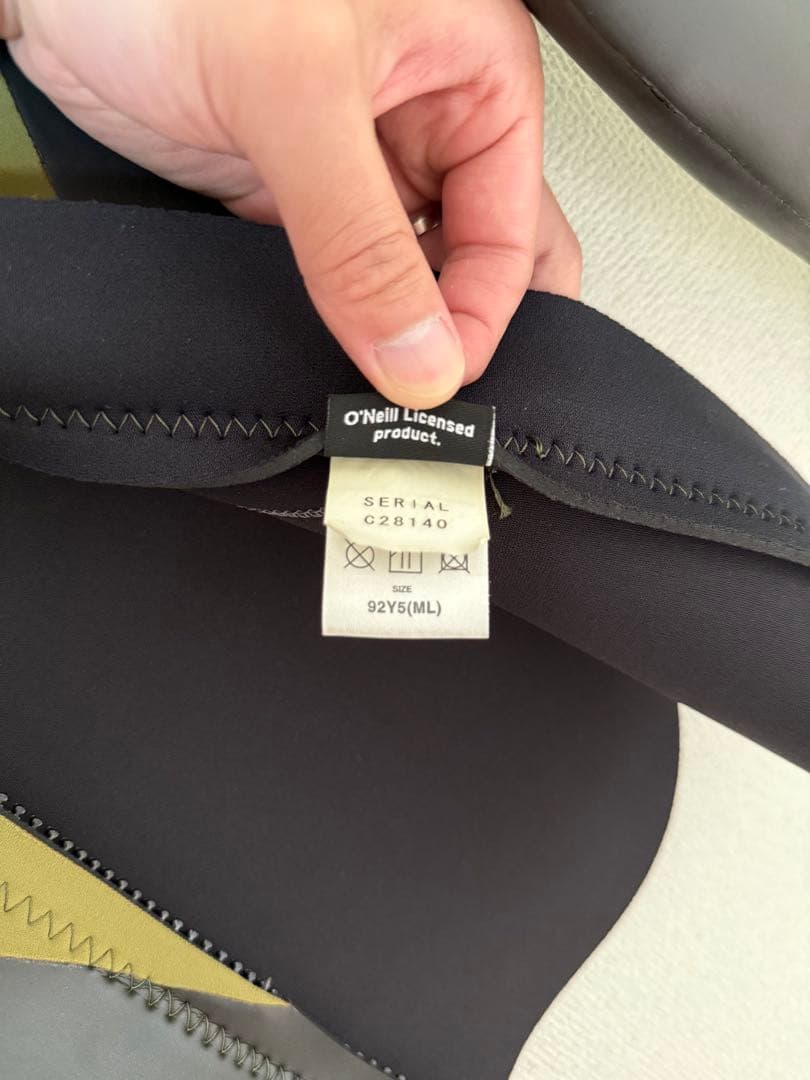 O'Neill Licensed
product.
SERIAL
C28140
SIZE
92Y5(ML)